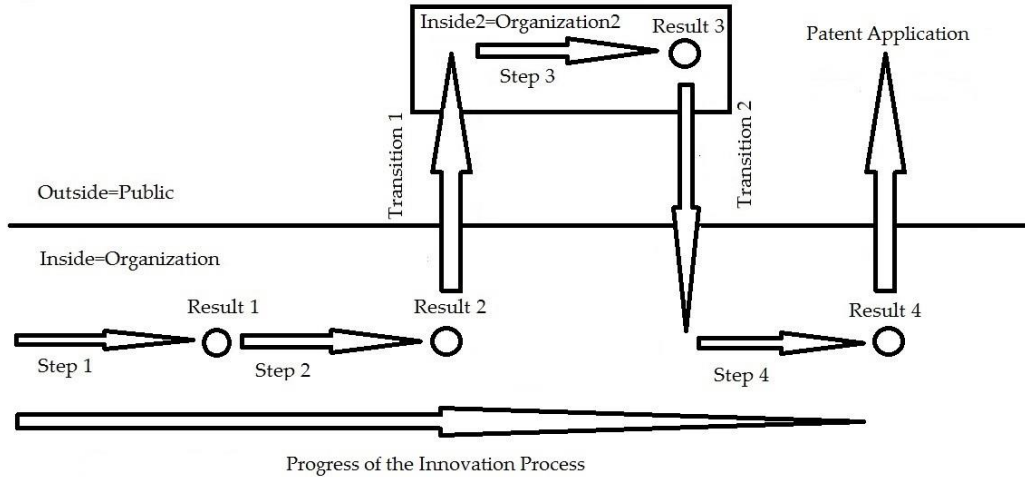 Inside2=Organization2
Result 3
Patent Application
Step 3
Transition 1
Transition 2
Outside=Public
Inside=Organization
Result 1
Result 2
Result 4
Step 1
Step 2
Step 4
Progress of the Innovation Process